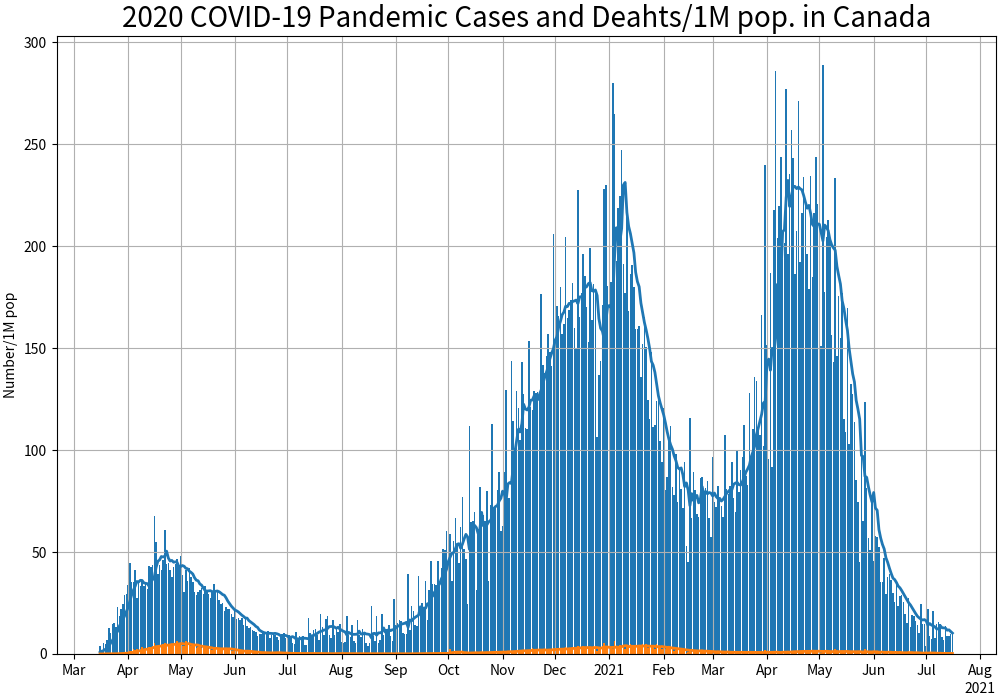 2020 COVID-19 Pandemic Cases and Deahts/1M pop. in Canada
300
250
200
150
100
50
0
Number/1M pop
Mar Apr May Jun Jul Aug Sep Oct Nov Dec 2021 Feb Mar Apr May Jun Jul Aug
2021